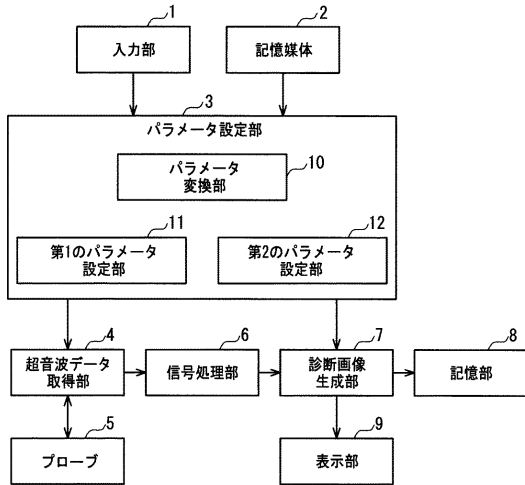 1
入力部
2
記憶媒体
3
パラメータ設定部
10
パラメータ
変換部
11
第1のパラメータ
設定部
12
第2のパラメータ
設定部
4
超音波データ
取得部
6
信号処理部
7
診断画像
生成部
8
記憶部
5
プローブ
9
表示部